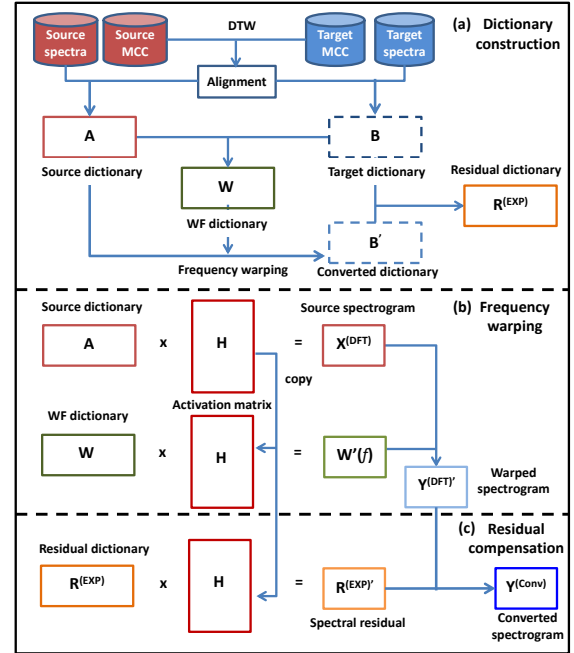 Source spectra
Source MCC
DTW
Target MCC
Target spectra
(a) Dictionary construction
Alignment
A
B
Source dictionary
Target dictionary
Residual dictionary
W
R(EXP)
WF dictionary
B′
Frequency warping
Converted dictionary
(b) Frequency warping
Source dictionary
Source spectrogram
A
x
H
=
X(DFT)
copy
Activation matrix
WF dictionary
W
x
H
=
W'(f)
Y(DFT)'
Warped spectrogram
(c) Residual compensation
Residual dictionary
R(EXP)
x
H
=
R(EXP)'
Y(Conv)
Spectral residual
Converted spectrogram